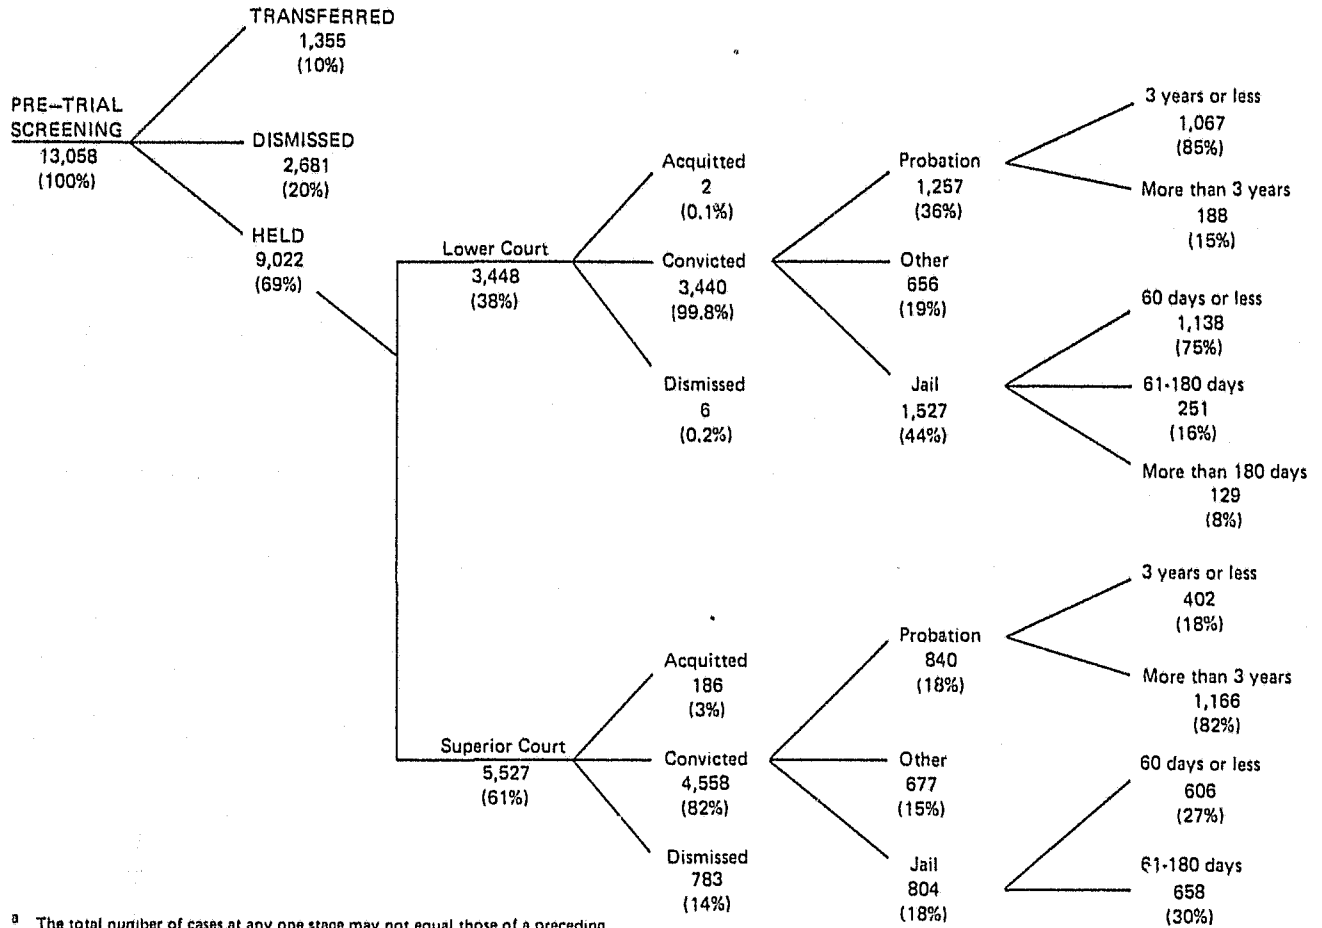 TRANSFERRED
1,355
(10%)
PRE-TRIAL
SCREENING
13,058
(100%)
DISMISSED
2,681
(20%)
HELD
9,022
(69%)
Lower Court
3,448
(38%)
Acquitted
2
(0.1%)
Convicted
3,440
(99.8%)
Dismissed
6
(0.2%)
Probation
1,257
(36%)
Other
656
(19%)
Jail
1,527
(44%)
3 years or less
1,067
(85%)
More than 3 years
188
(15%)
60 days or less
1,138
(75%)
61-180 days
251
(16%)
More than 180 days
129
(8%)
Superior Court
5,527
(61%)
Acquitted
186
(3%)
Convicted
4,558
(82%)
Dismissed
783
(14%)
Probation
840
(18%)
Other
677
(15%)
Jail
804
(18%)
3 years or less
402
(18%)
More than 3 years
1,166
(82%)
60 days or less
606
(27%)
61-180 days
658
(30%)
a The total number of cases at any one stage may not equal those of a preceding